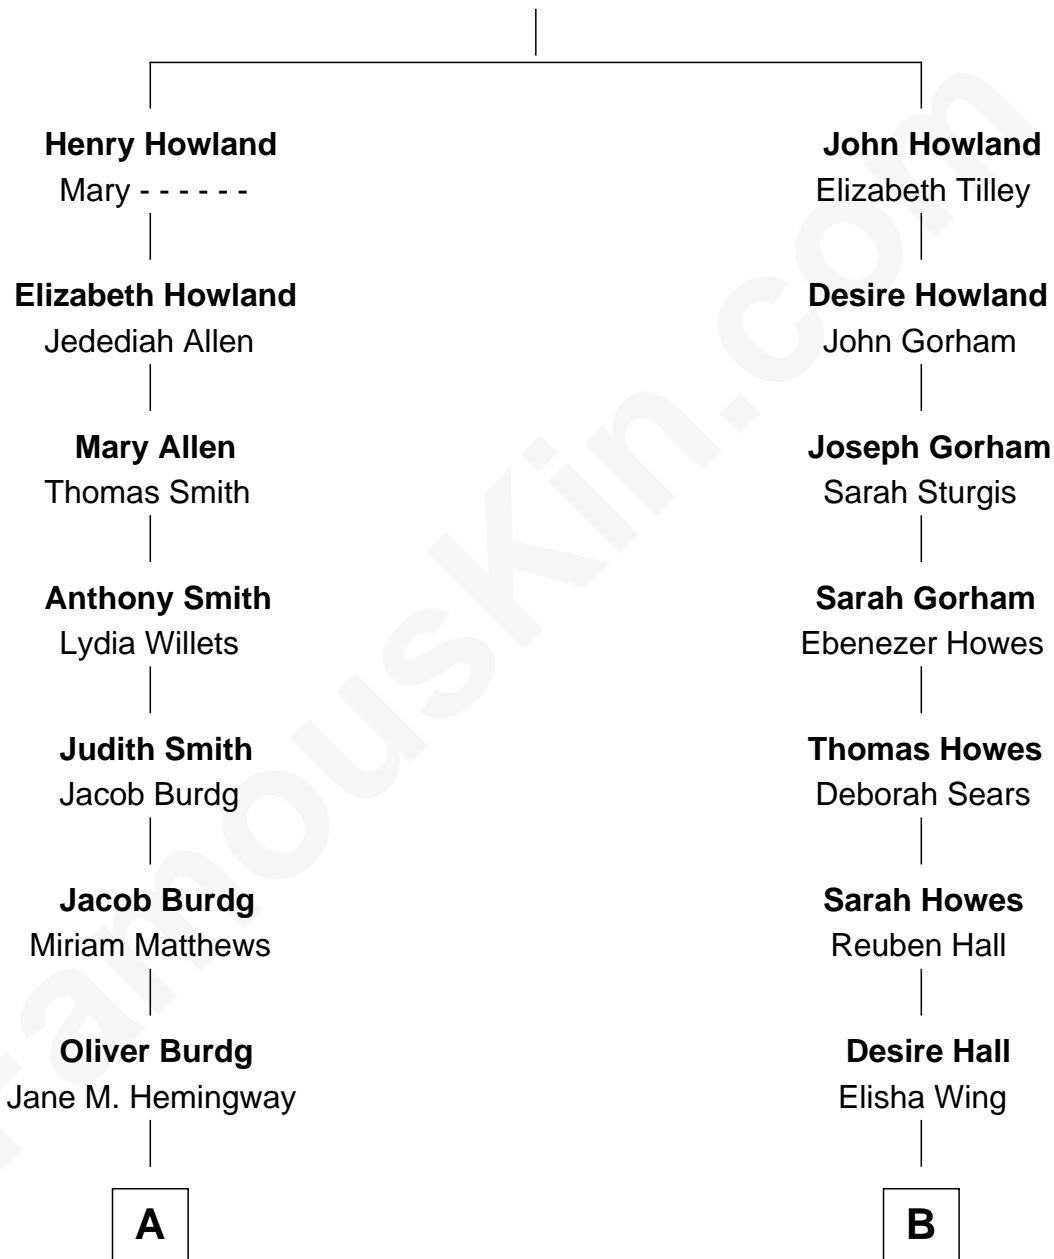 Henry Howland
Mary - - - - - -
Elizabeth Howland
Jedediah Allen
Mary Allen
Thomas Smith
Anthony Smith
Lydia Willets
Judith Smith
Jacob Burdg
Jacob Burdg
Miriam Matthews
Oliver Burdg
Jane M. Hemingway
A
John Howland
Elizabeth Tilley
Desire Howland
John Gorham
Joseph Gorham
Sarah Sturgis
Sarah Gorham
Ebenezer Howes
Thomas Howes
Deborah Sears
Sarah Howes
Reuben Hall
Desire Hall
Elisha Wing
B
FamousKin.com